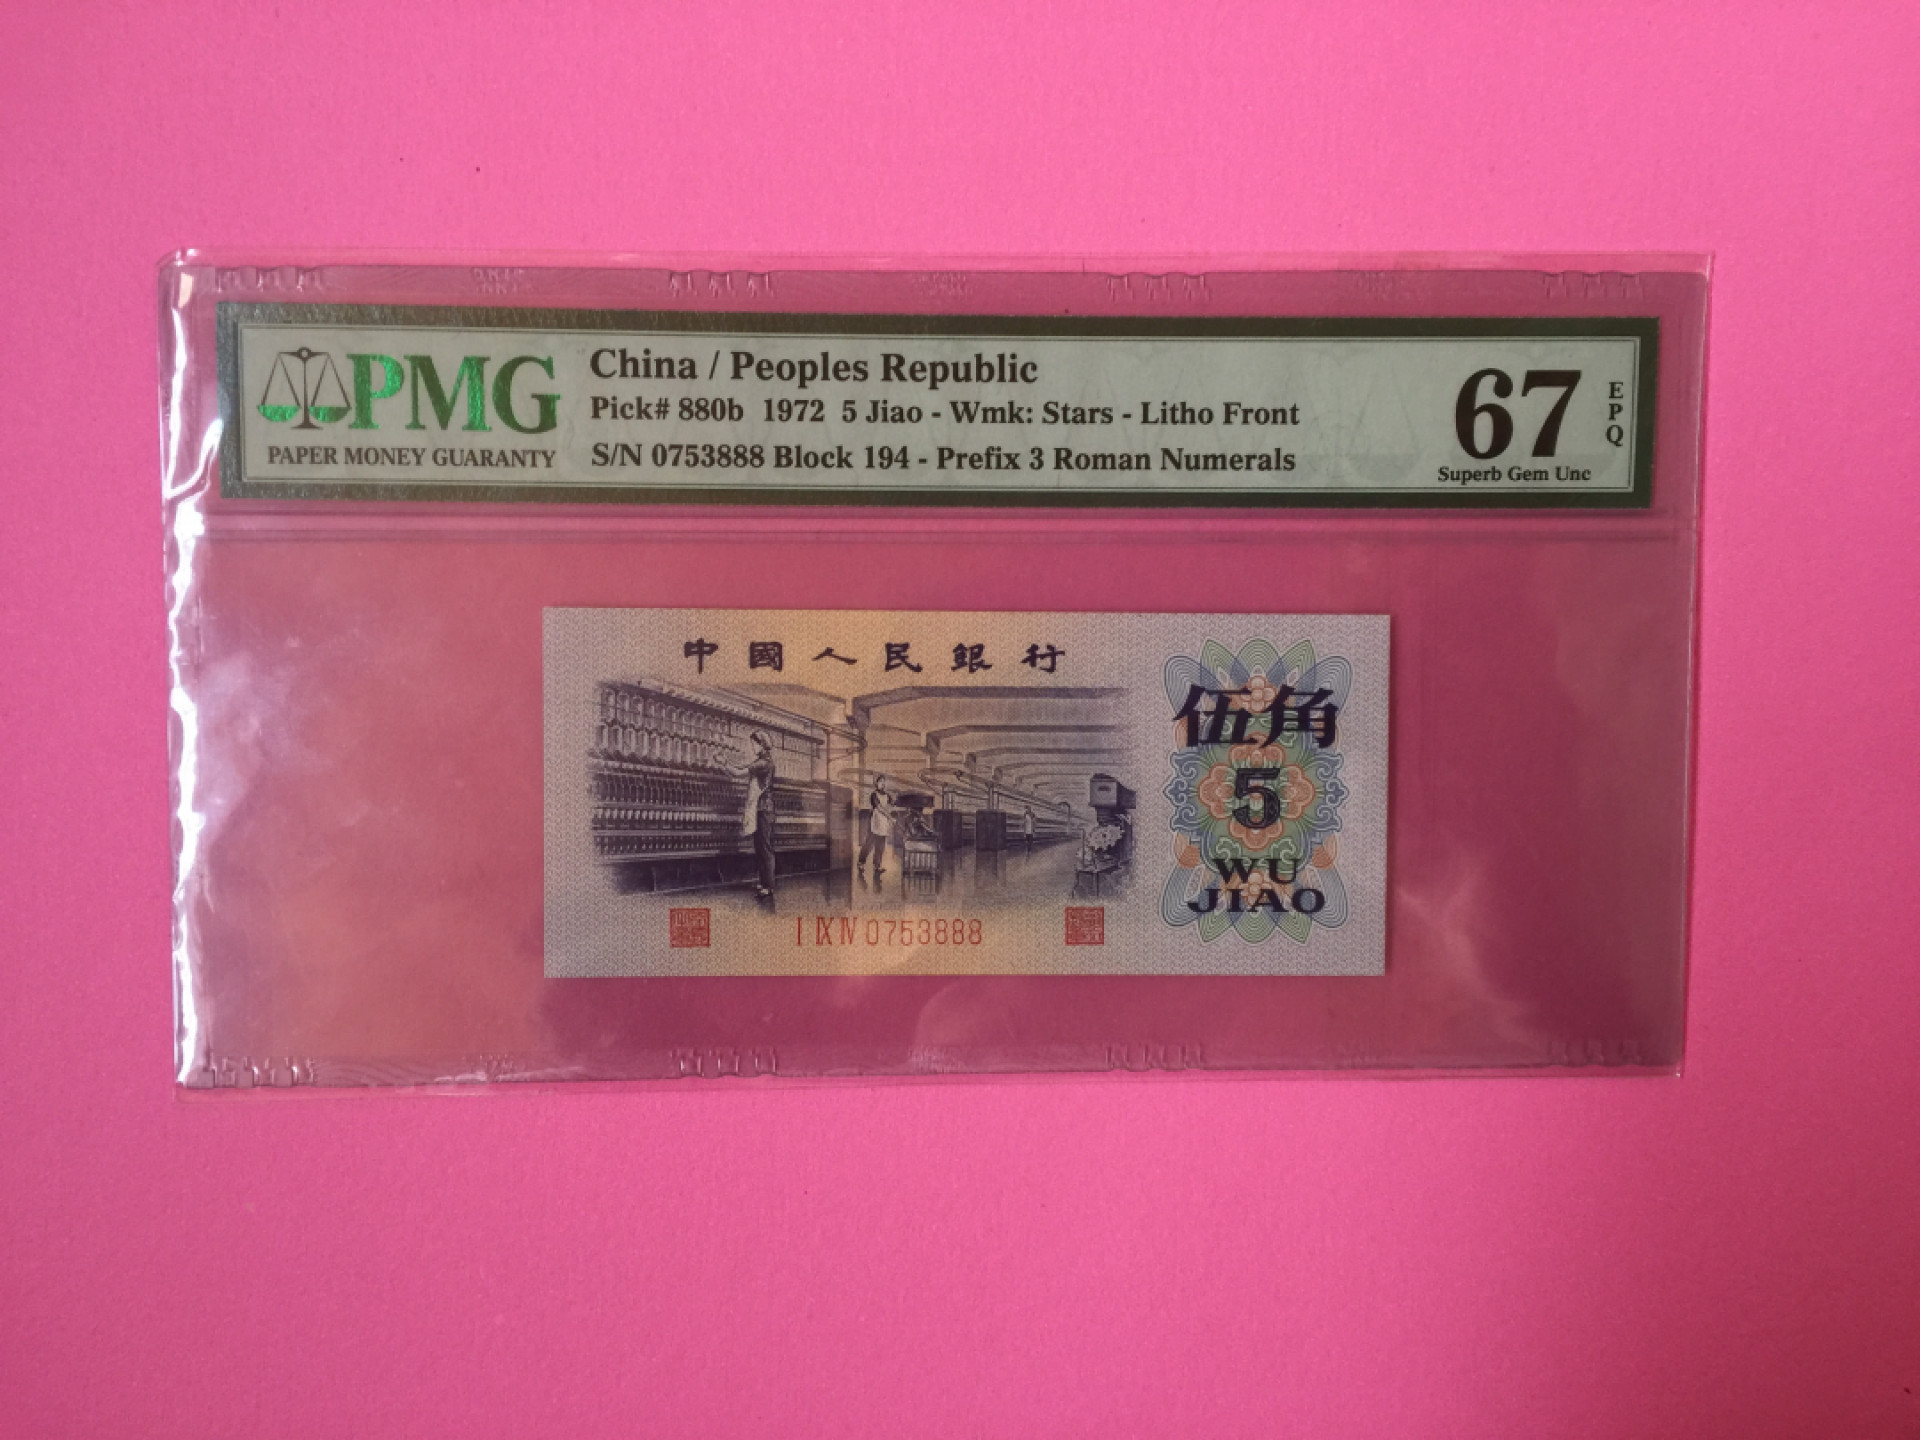 PMG
PAPER MONEY GUARANTY
China / Peoples Republic
Pick# 880b 1972 5 Jiao - Wmk: Stars - Litho Front
S/N 0753888 Block 194 - Prefix 3 Roman Numerals
67
EPQ
Superb Gem Unc
中國人民銀行
伍角
5
WU
JIAO
I IX IV 0753888